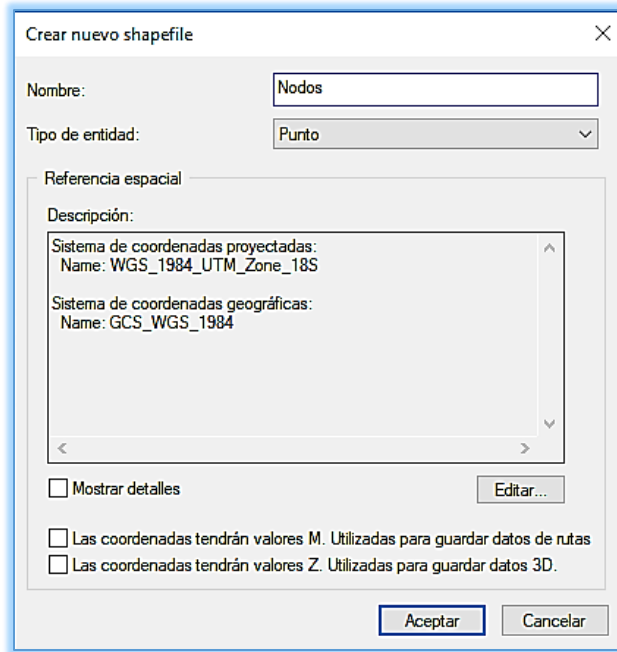 Crear nuevo shapefile
Nombre: Nodos
Tipo de entidad: Punto
Referencia espacial
Descripción:
Sistema de coordenadas proyectadas:
Name: WGS_1984_UTM_Zone_18S
Sistema de coordenadas geográficas:
Name: GCS_WGS_1984
Mostrar detalles Editar...
Las coordenadas tendrán valores M. Utilizadas para guardar datos de rutas
Las coordenadas tendrán valores Z. Utilizadas para guardar datos 3D.
Aceptar Cancelar